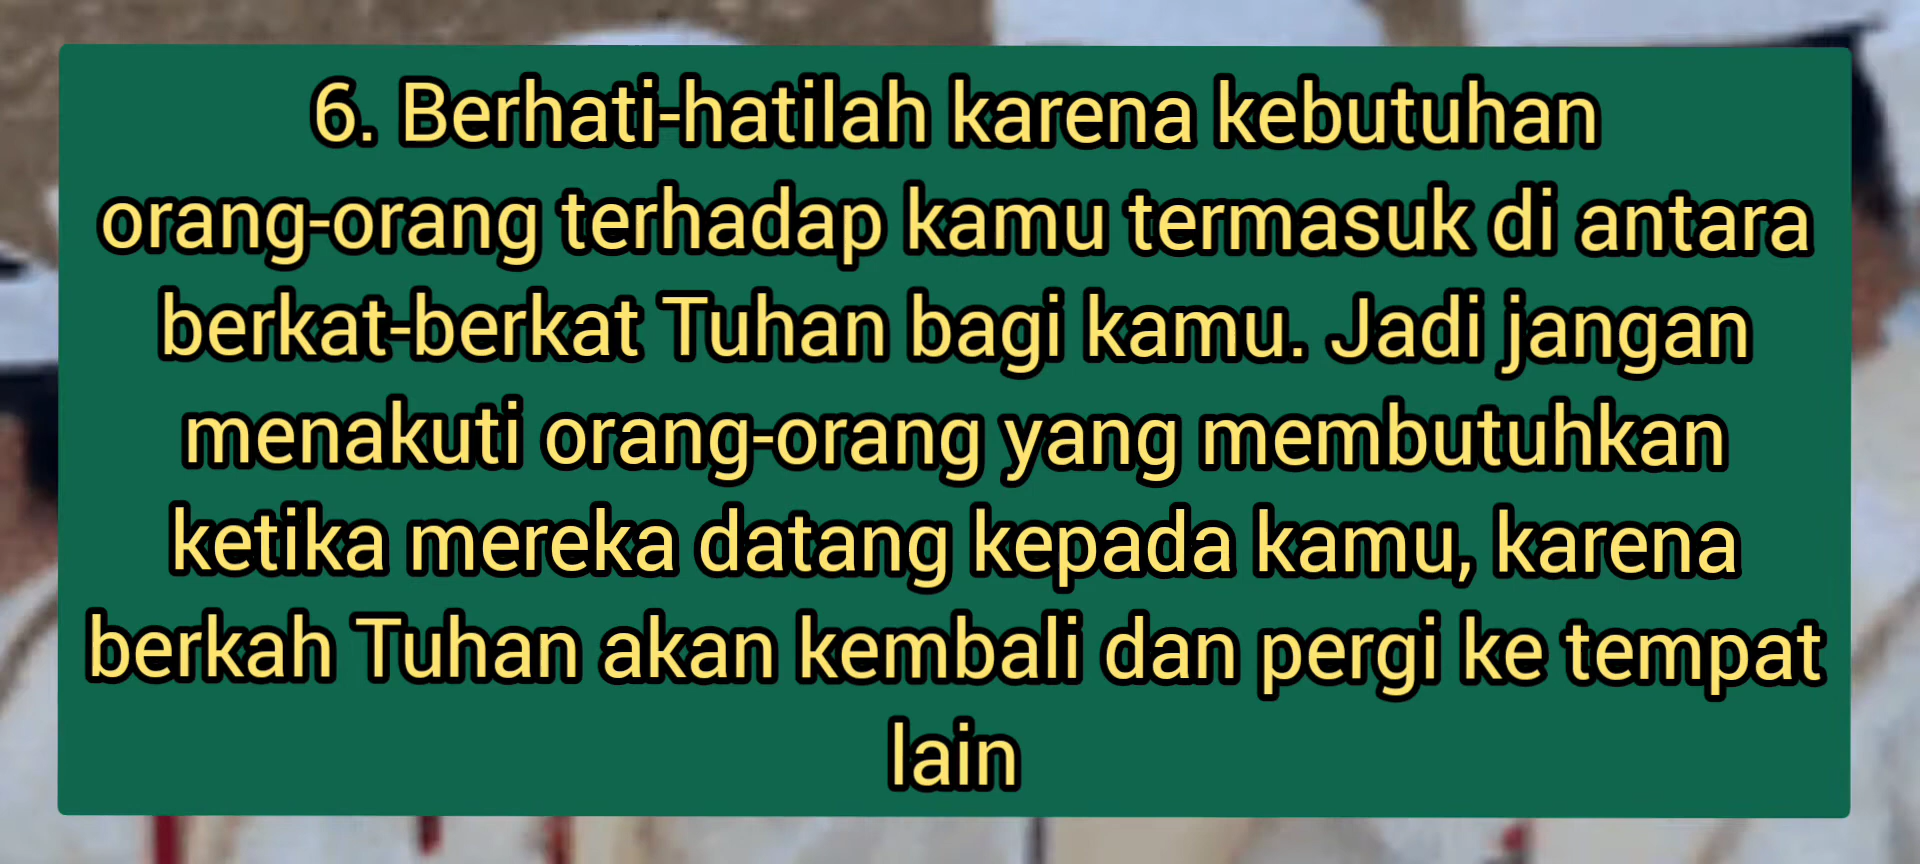 6. Berhati-hatilah karena kebutuhan
orang-orang terhadap kamu termasuk di antara
berkat-berkat Tuhan bagi kamu. Jadi jangan
menakuti orang-orang yang membutuhkan
ketika mereka datang kepada kamu, karena
berkah Tuhan akan kembali dan pergi ke tempat
lain